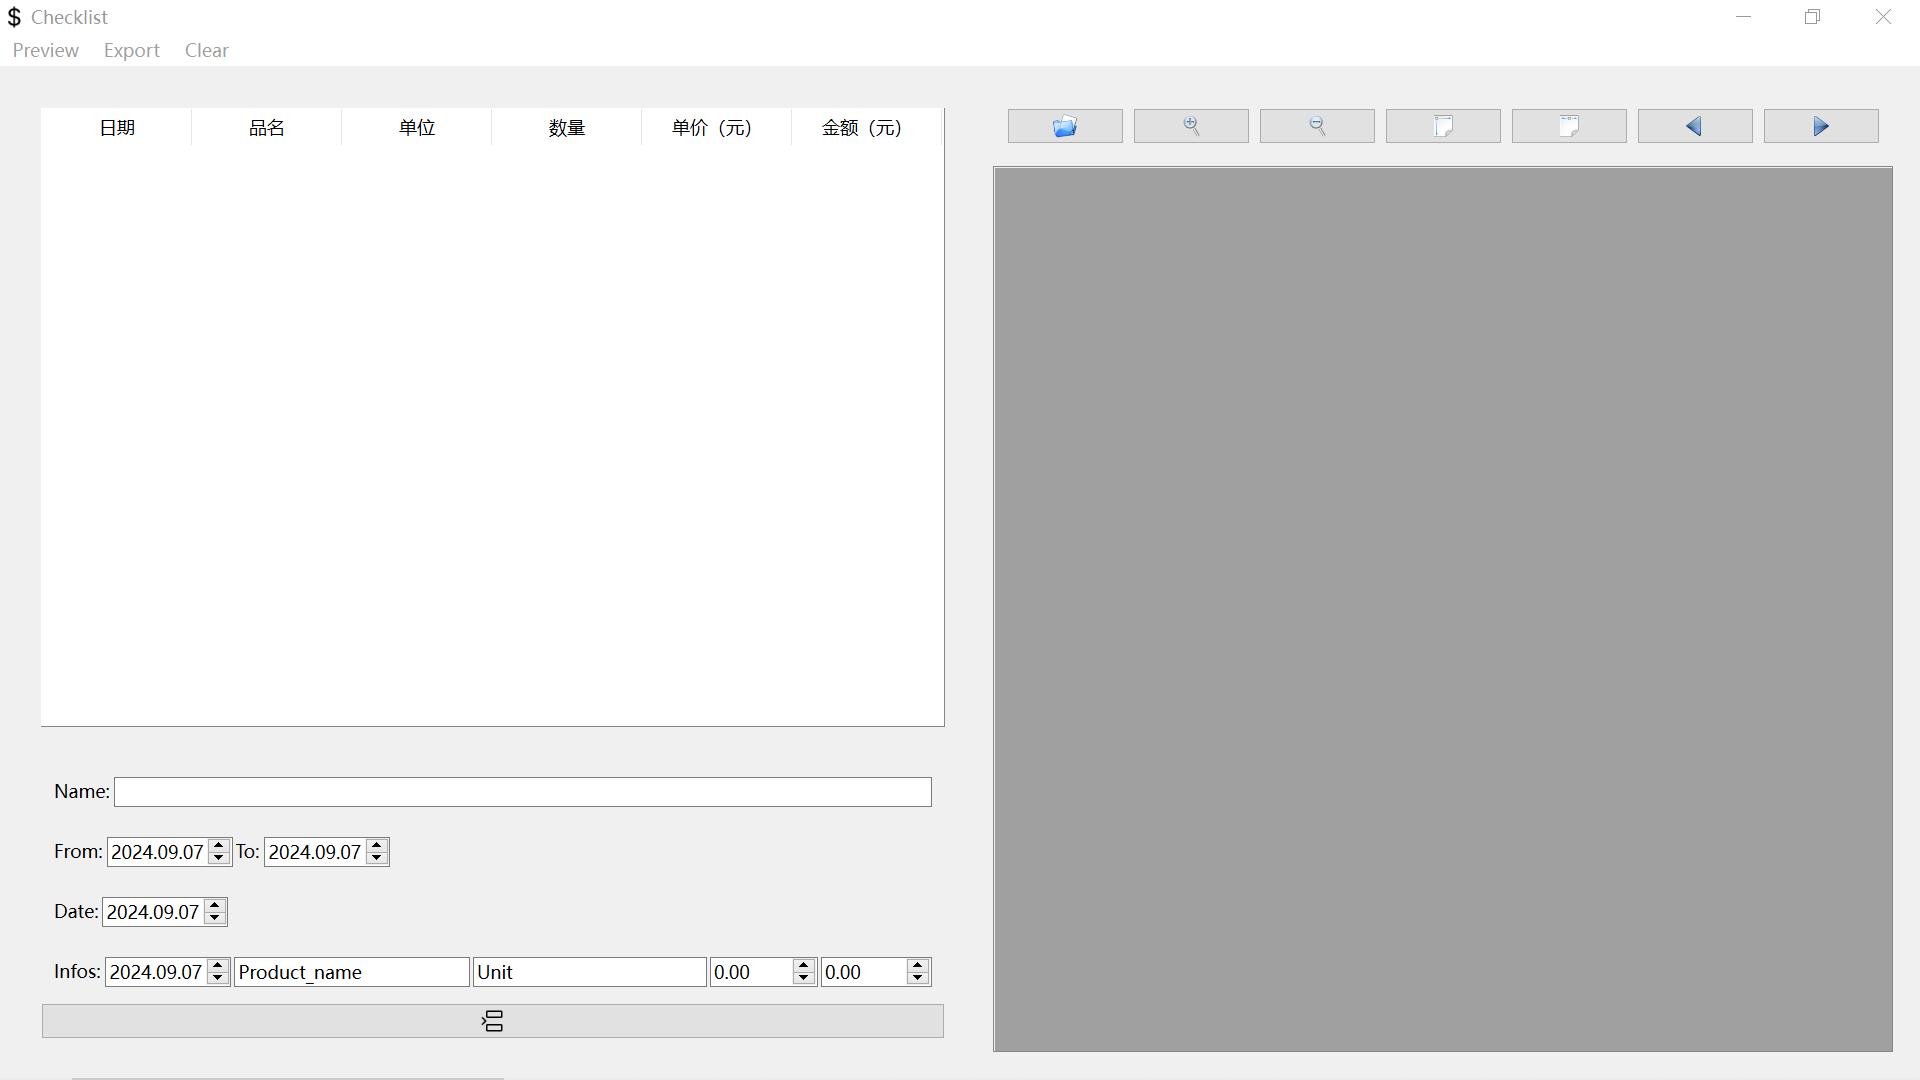 $ Checklist
Preview Export Clear
日期 品名 单位 数量 单价（元） 金额（元）
Name:
From: 2024.09.07 To: 2024.09.07
Date: 2024.09.07
Infos: 2024.09.07 Product_name Unit 0.00 0.00